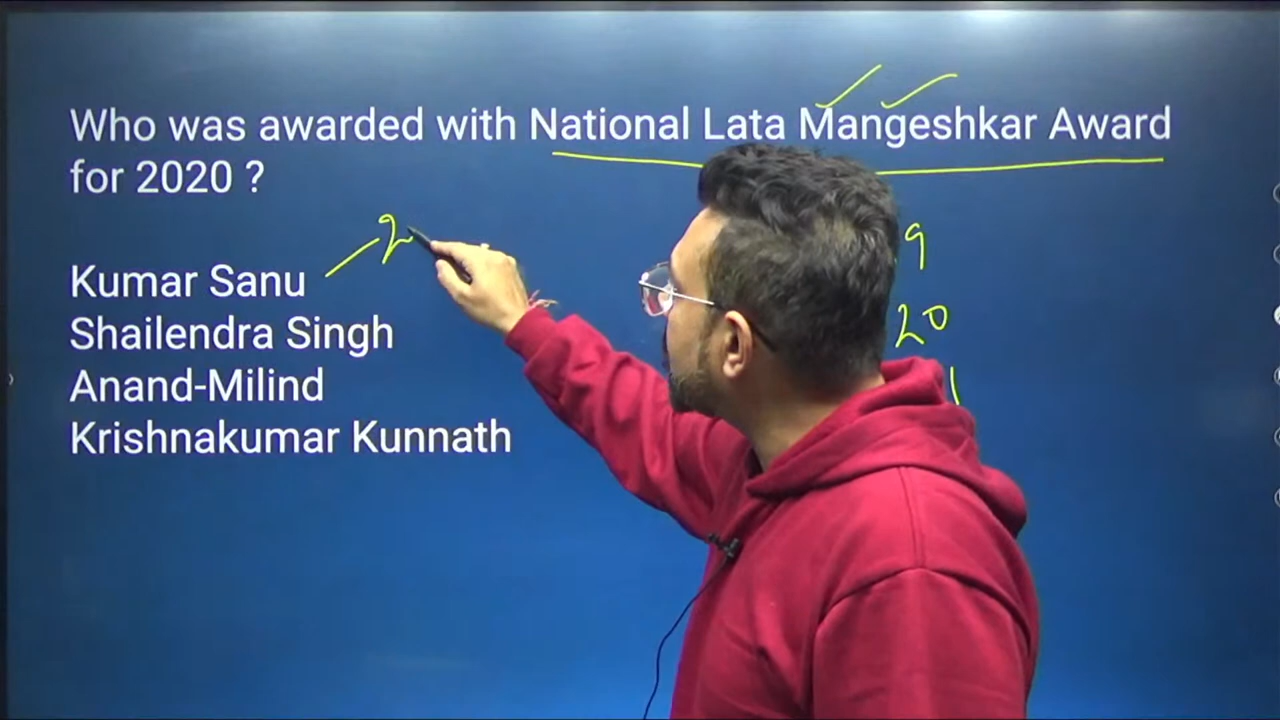 Who was awarded with National Lata Mangeshkar Award
for 2020 ?
2
9
Kumar Sanu
20
Shailendra Singh
1
Anand-Milind
Krishnakumar Kunnath